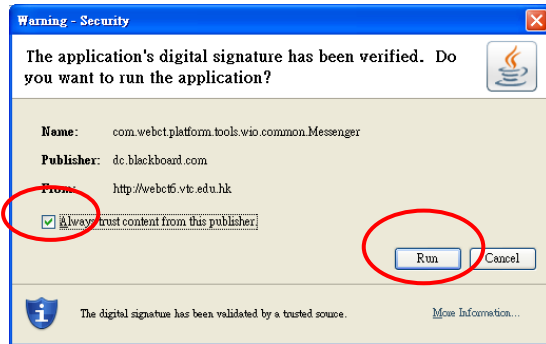 Warning - Security
The application's digital signature has been verified. Do
you want to run the application?
Name: com.webct.platform.tools.wio.common.Messenger
Publisher: dc.blackboard.com
From: http://webct6.vtc.edu.hk
Always trust content from this publisher.
Run Cancel
The digital signature has been validated by a trusted source. More Information...